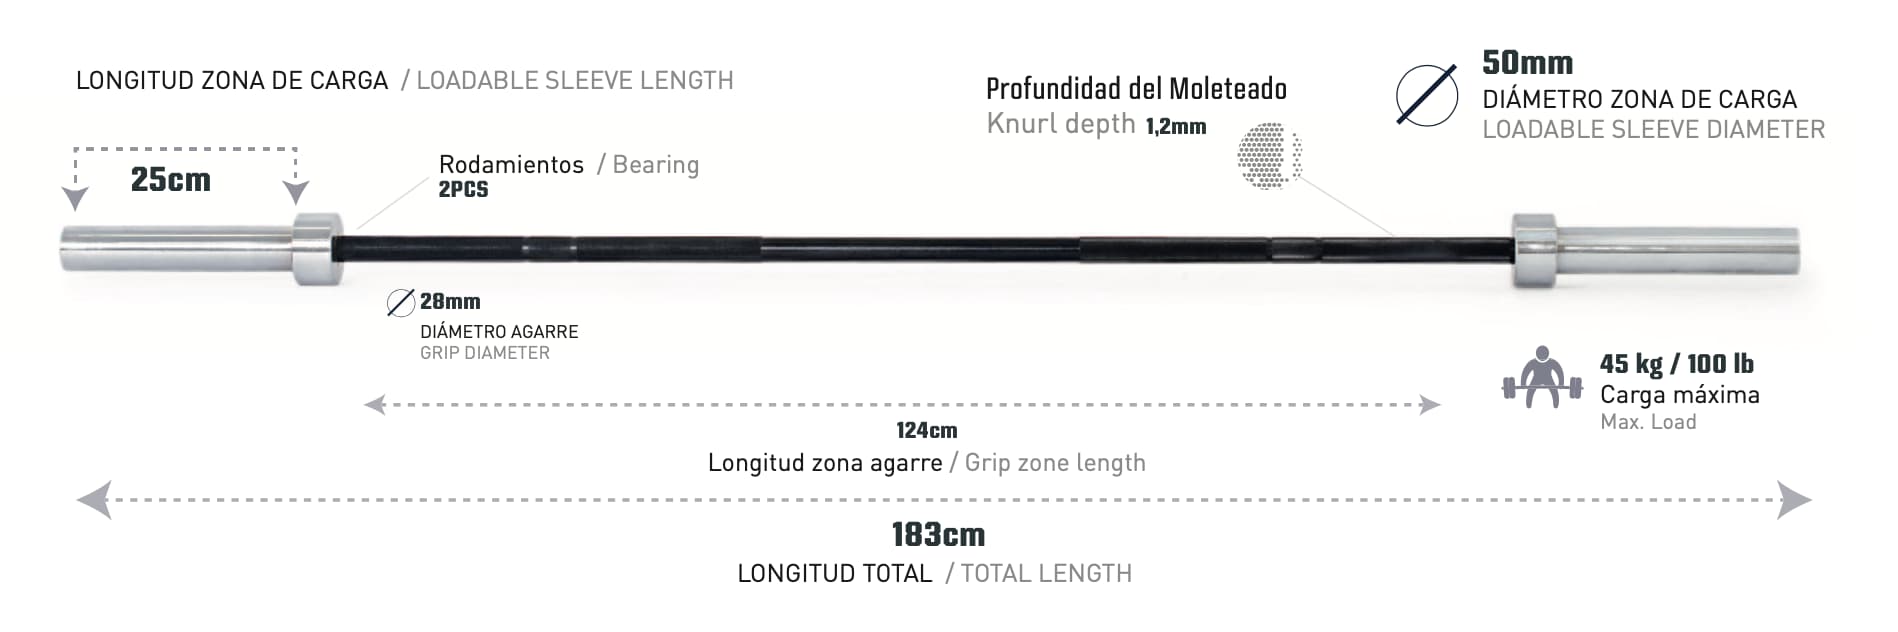 LONGITUD ZONA DE CARGA / LOADABLE SLEEVE LENGTH
25cm
Rodamientos / Bearing
2PCS
Profundidad del Moleteado
Knurl depth 1,2mm
50mm
DIÁMETRO ZONA DE CARGA
LOADABLE SLEEVE DIAMETER
28mm
DIÁMETRO AGARRE
GRIP DIAMETER
45 kg / 100 lb
Carga máxima
Max. Load
124cm
Longitud zona agarre / Grip zone length
183cm
LONGITUD TOTAL / TOTAL LENGTH